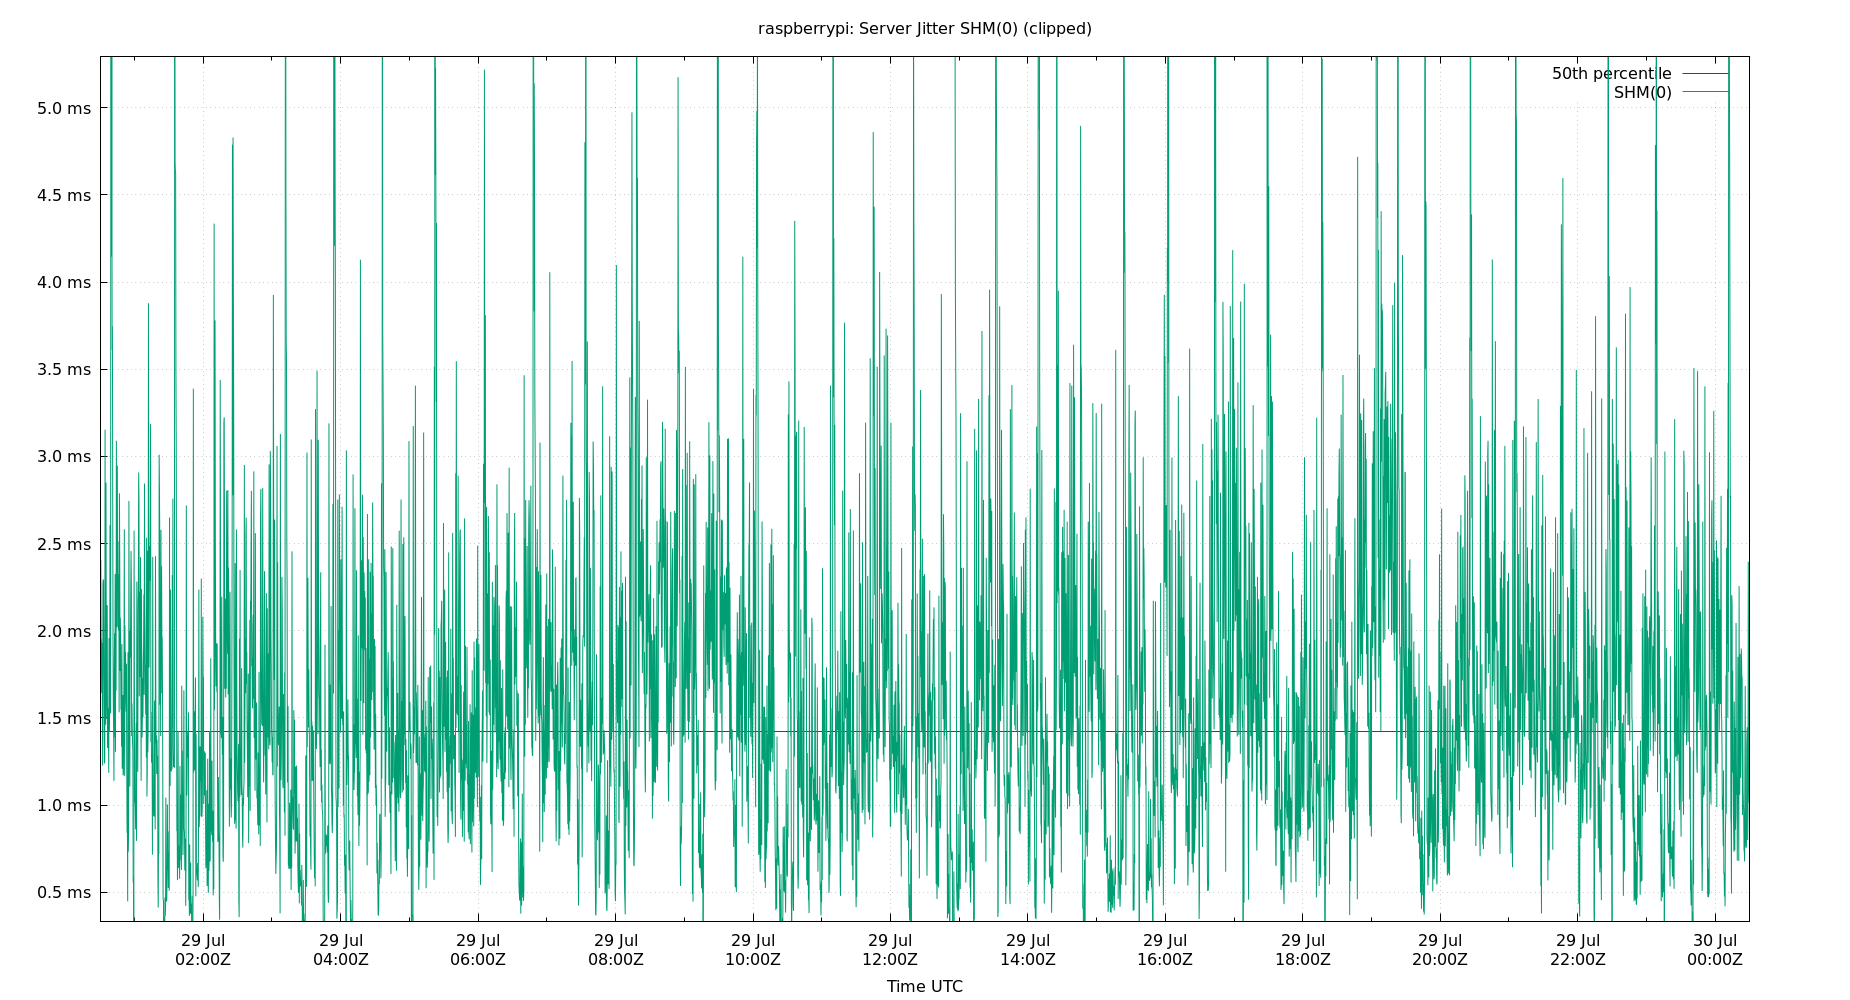 raspberrypi: Server Jitter SHM(0) (clipped)
50th percentile
SHM(0)
5.0 ms
4.5 ms
4.0 ms
3.5 ms
3.0 ms
2.5 ms
2.0 ms
1.5 ms
1.0 ms
0.5 ms
29 Jul 29 Jul 29 Jul 29 Jul 29 Jul 29 Jul 29 Jul 29 Jul 29 Jul 29 Jul 29 Jul 30 Jul
02:00Z 04:00Z 06:00Z 08:00Z 10:00Z 12:00Z 14:00Z 16:00Z 18:00Z 20:00Z 22:00Z 00:00Z
Time UTC